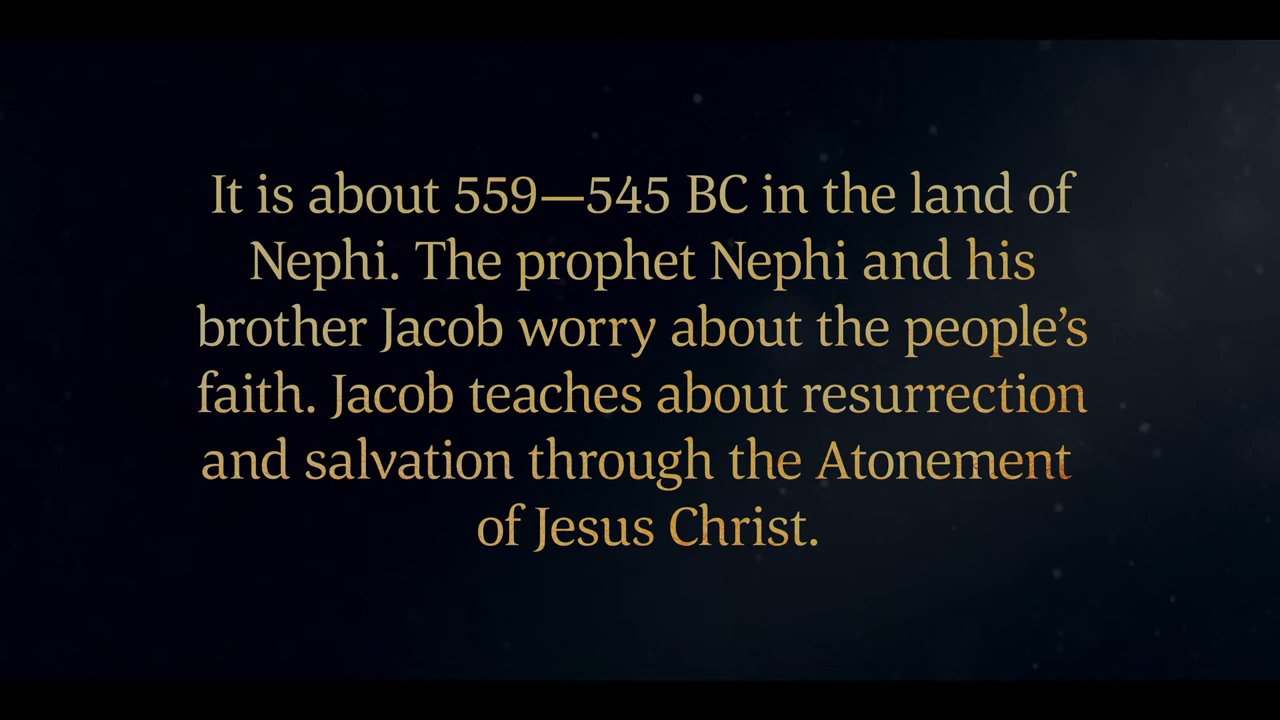 It is about 559—545 BC in the land of
Nephi. The prophet Nephi and his
brother Jacob worry about the people’s
faith. Jacob teaches about resurrection
and salvation through the Atonement
of Jesus Christ.